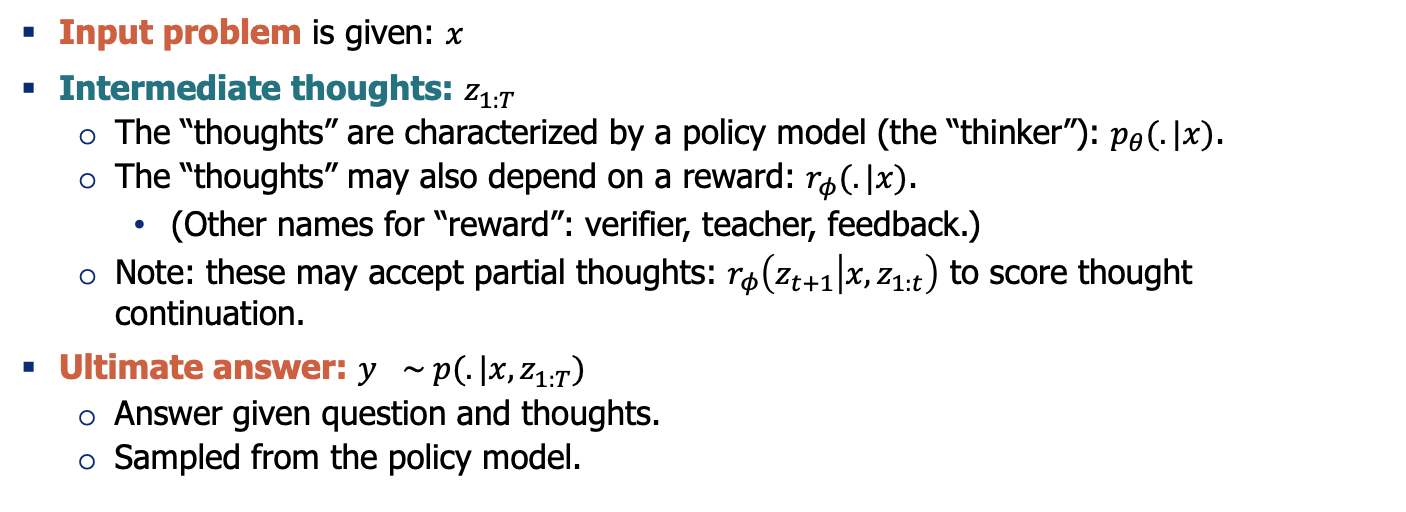 ▪ Input problem is given: 𝑥
▪ Intermediate thoughts: 𝑧₁:𝑇
o The “thoughts” are characterized by a policy model (the “thinker”): 𝑝𝜃(.|𝑥).
o The “thoughts” may also depend on a reward: 𝑟𝜙(.|𝑥).
• (Other names for “reward”: verifier, teacher, feedback.)
o Note: these may accept partial thoughts: 𝑟𝜙(𝑧𝑡+1|𝑥, 𝑧1:𝑡) to score thought
continuation.
▪ Ultimate answer: 𝑦 ~ 𝑝(.|𝑥, 𝑧₁:𝑇)
o Answer given question and thoughts.
o Sampled from the policy model.